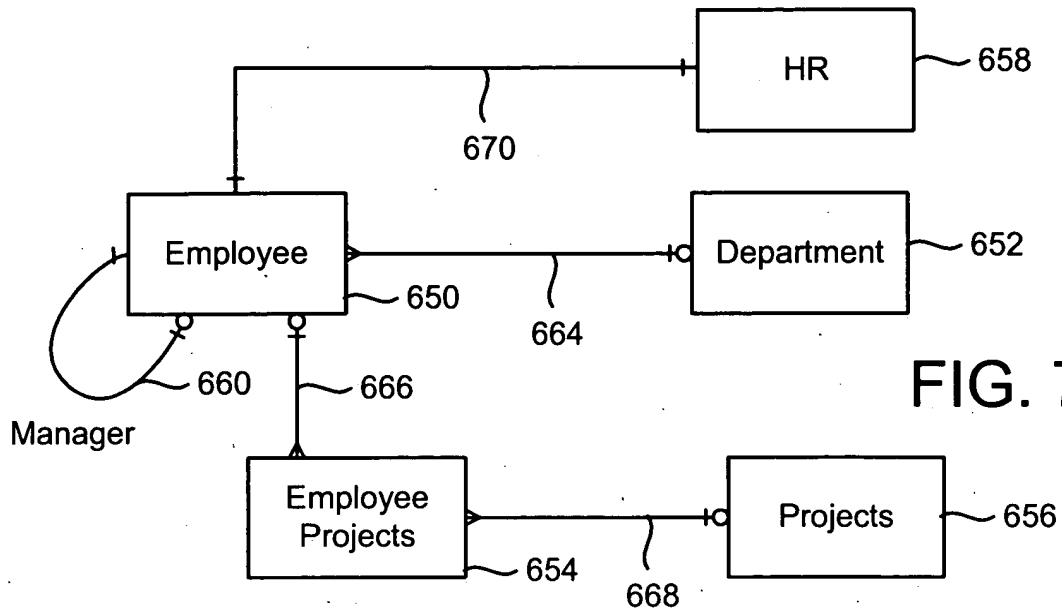 HR
658
670
Employee
650
Department
652
664
660
666
FIG. 7
Manager
Employee
Projects
654
Projects
656
668